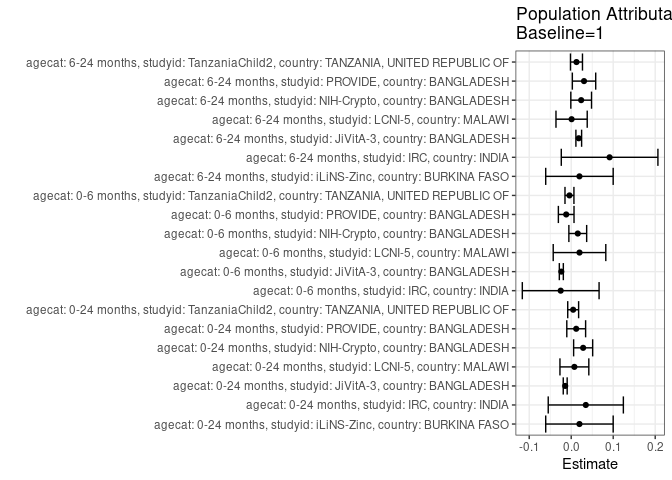 Population Attributa
Baseline=1
agecat: 6-24 months, studyid: TanzaniaChild2, country: TANZANIA, UNITED REPUBLIC OF
agecat: 6-24 months, studyid: PROVIDE, country: BANGLADESH
agecat: 6-24 months, studyid: NIH-Crypto, country: BANGLADESH
agecat: 6-24 months, studyid: LCNI-5, country: MALAWI
agecat: 6-24 months, studyid: JiVitA-3, country: BANGLADESH
agecat: 6-24 months, studyid: IRC, country: INDIA
agecat: 6-24 months, studyid: iLiNS-Zinc, country: BURKINA FASO
agecat: 0-6 months, studyid: TanzaniaChild2, country: TANZANIA, UNITED REPUBLIC OF
agecat: 0-6 months, studyid: PROVIDE, country: BANGLADESH
agecat: 0-6 months, studyid: NIH-Crypto, country: BANGLADESH
agecat: 0-6 months, studyid: LCNI-5, country: MALAWI
agecat: 0-6 months, studyid: JiVitA-3, country: BANGLADESH
agecat: 0-6 months, studyid: IRC, country: INDIA
agecat: 0-24 months, studyid: TanzaniaChild2, country: TANZANIA, UNITED REPUBLIC OF
agecat: 0-24 months, studyid: PROVIDE, country: BANGLADESH
agecat: 0-24 months, studyid: NIH-Crypto, country: BANGLADESH
agecat: 0-24 months, studyid: LCNI-5, country: MALAWI
agecat: 0-24 months, studyid: JiVitA-3, country: BANGLADESH
agecat: 0-24 months, studyid: IRC, country: INDIA
agecat: 0-24 months, studyid: iLiNS-Zinc, country: BURKINA FASO
-0.1 0.0 0.1 0.2
Estimate